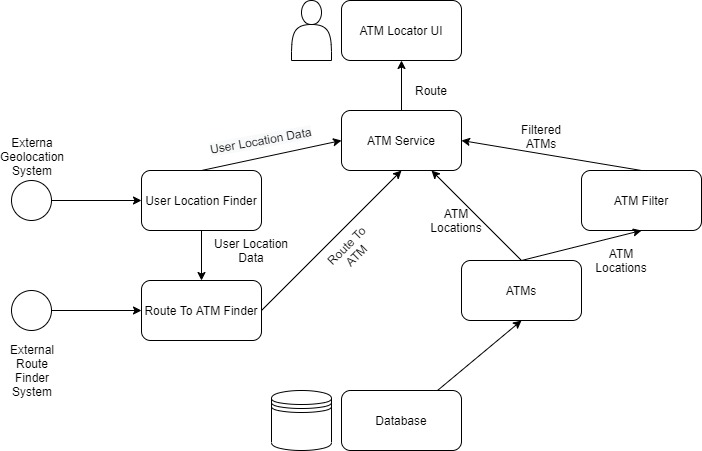 ATM Locator UI
Route
User Location Data
ATM Service
Filtered
ATMs
Externa
Geolocation
System
User Location Finder
ATM Filter
ATM
Locations
User Location
Data
Route To
ATM
ATM
Locations
ATMs
Route To ATM Finder
External
Route
Finder
System
Database